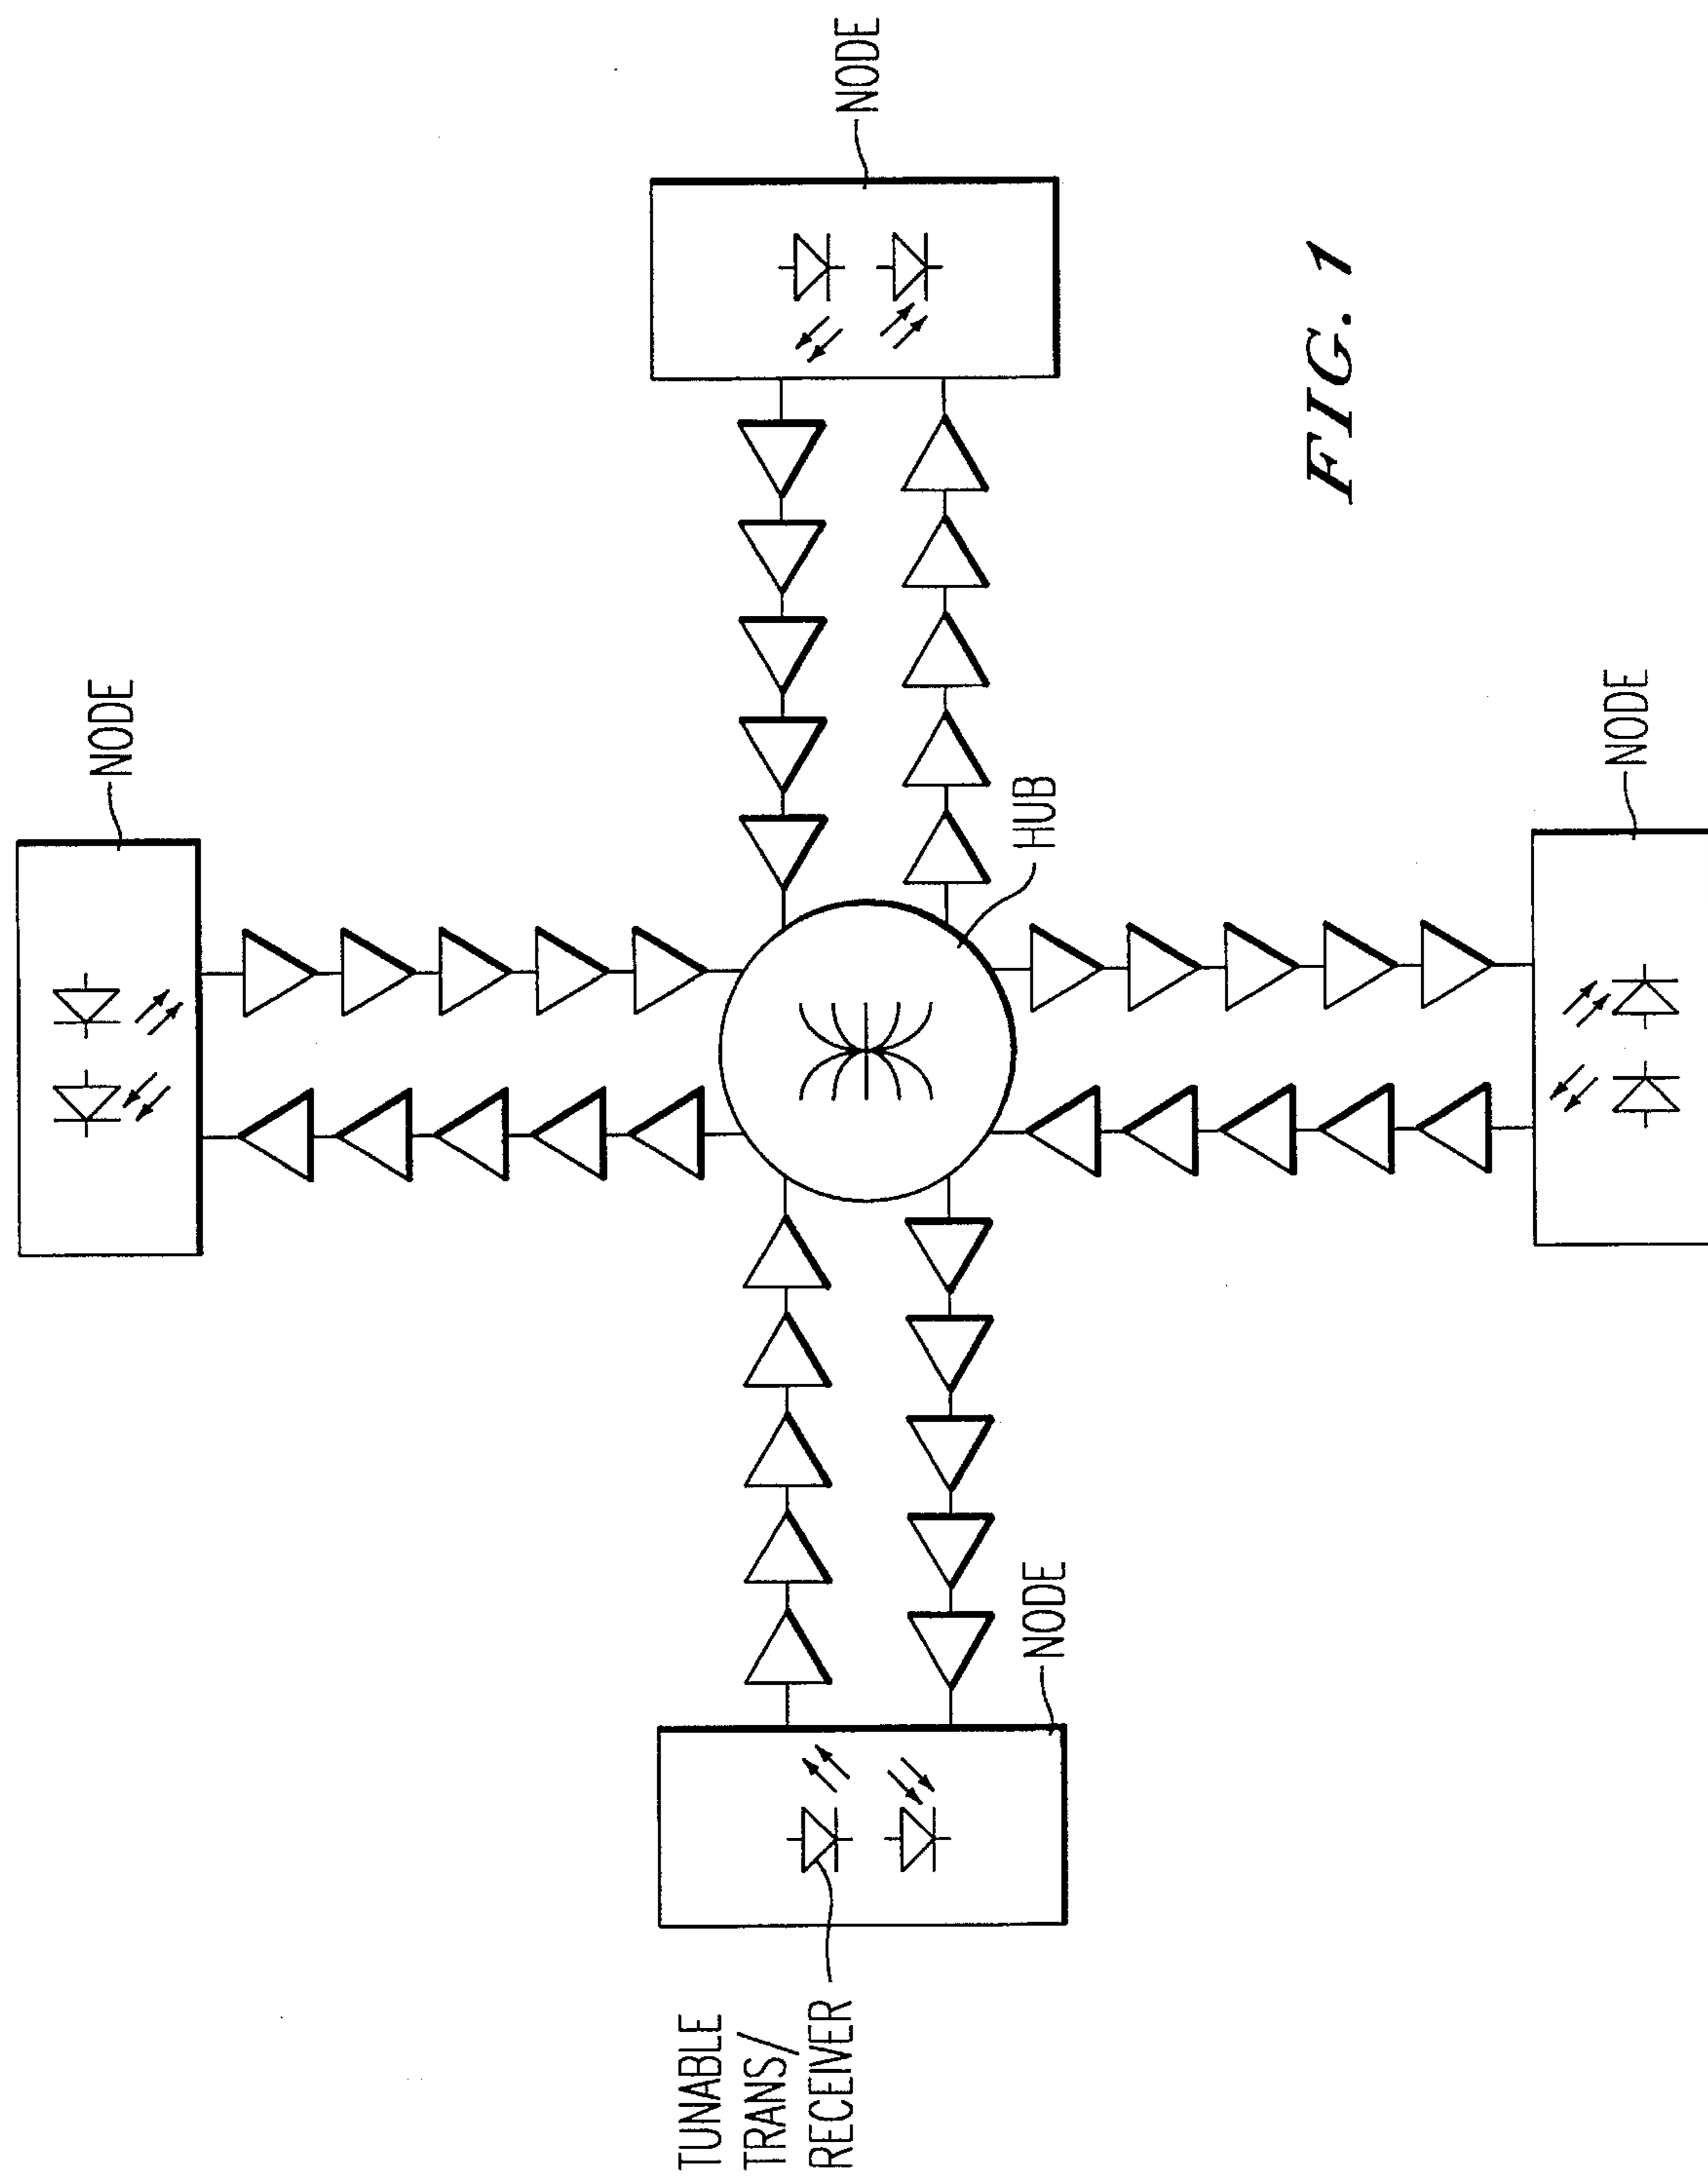 NODE
NODE
HUB
NODE
NODE
TUNABLE
TRANS/
RECEIVER
FIG. 1